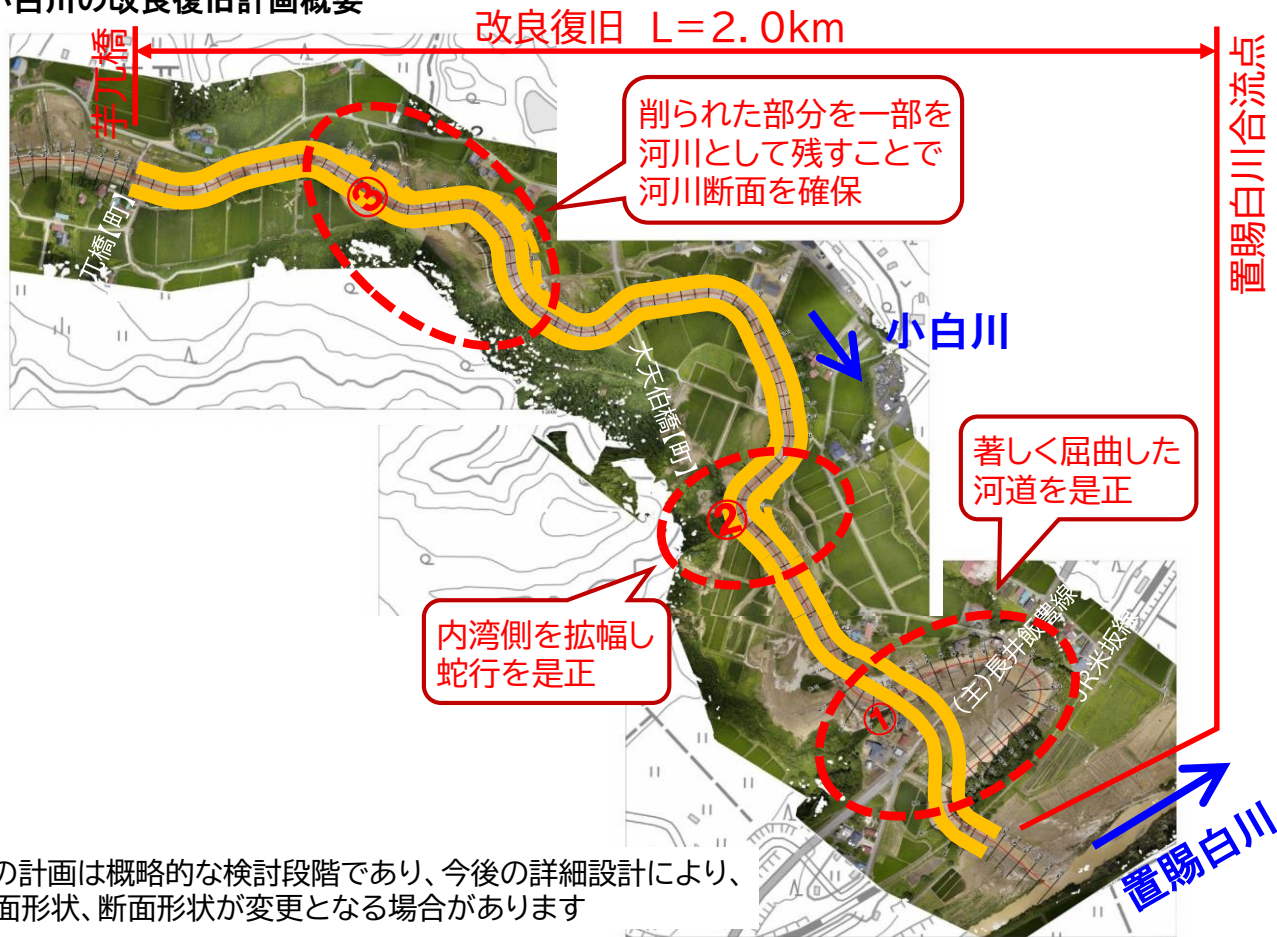 小白川の改良復旧計画概要
改良復旧 L=2.0km
芋兀橋
置賜白川合流点
削られた部分を一部を
河川として残すことで
河川断面を確保
③
兀橋【町】
小白川
大天伯橋【町】
著しく屈曲した
河道を是正
②
内湾側を拡幅し
蛇行を是正
(主)長井飯豊線
JR米坂線
①
置賜白川
の計画は概略的な検討段階であり、今後の詳細設計により、
面形状、断面形状が変更となる場合があります